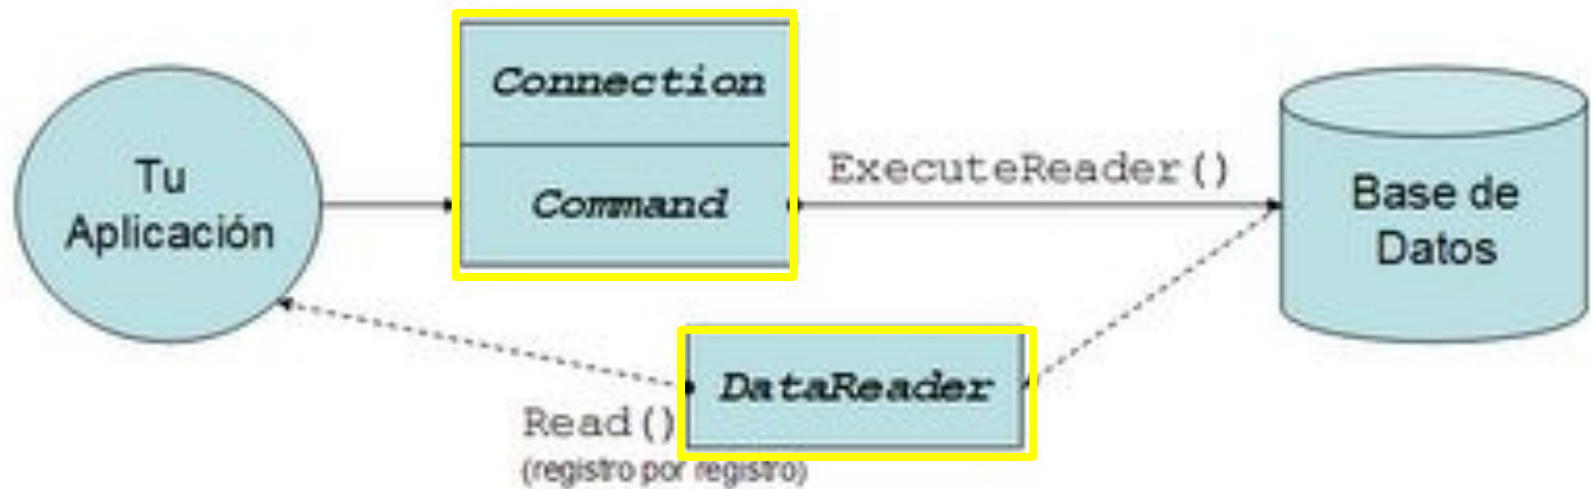 Connection
Tu
Aplicación
Command
ExecuteReader()
Base de
Datos
DataReader
Read()
(registro por registro)